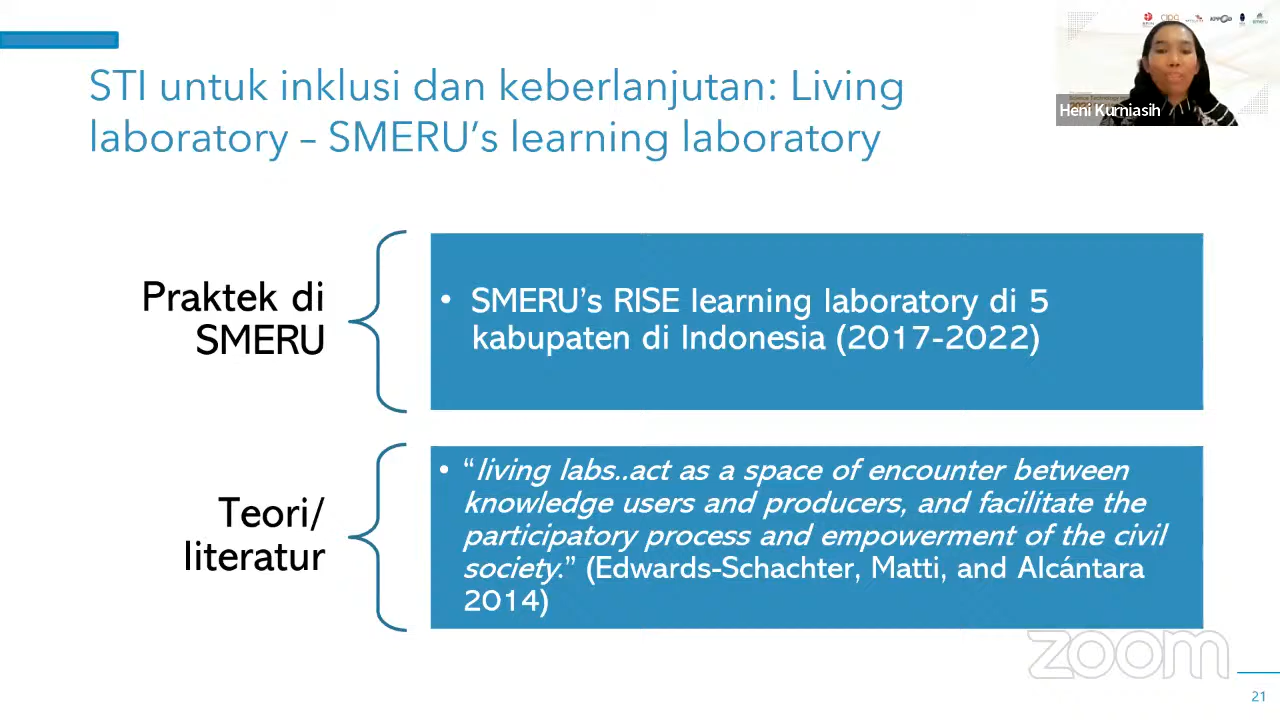 STI untuk inklusi dan keberlanjutan: Living
laboratory – SMERU’s learning laboratory
Heni Kurniasih
Praktek di
SMERU
• SMERU’s RISE learning laboratory di 5
kabupaten di Indonesia (2017-2022)
Teori/
literatur
• “living labs..act as a space of encounter between
knowledge users and producers, and facilitate the
participatory process and empowerment of the civil
society.” (Edwards-Schachter, Matti, and Alcántara
2014)
zoom
21